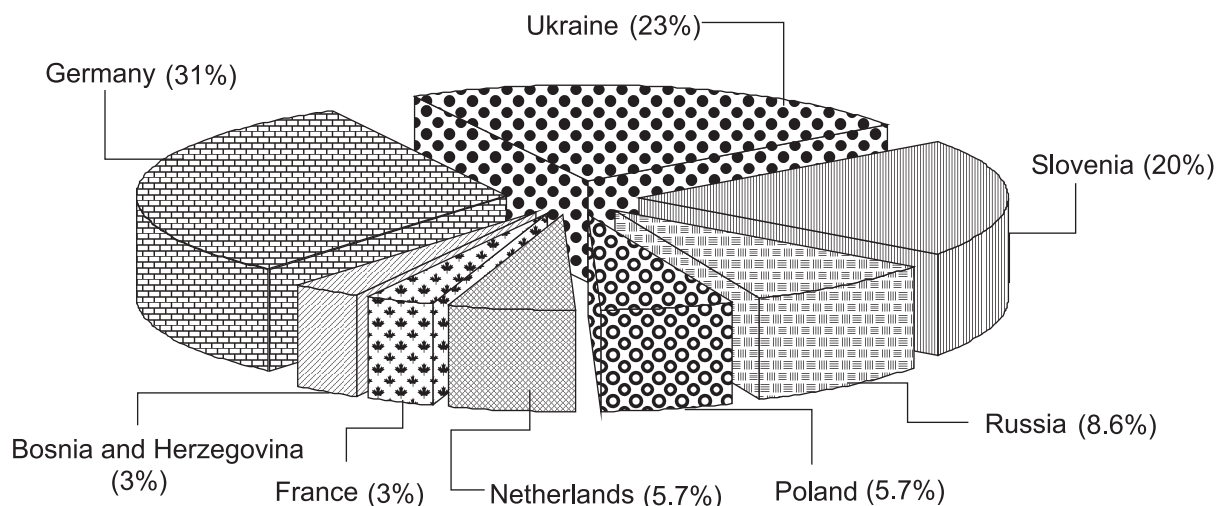 Ukraine (23%)
Germany (31%)
Slovenia (20%)
Russia (8.6%)
Bosnia and Herzegovina
(3%)
France (3%)
Netherlands (5.7%)
Poland (5.7%)